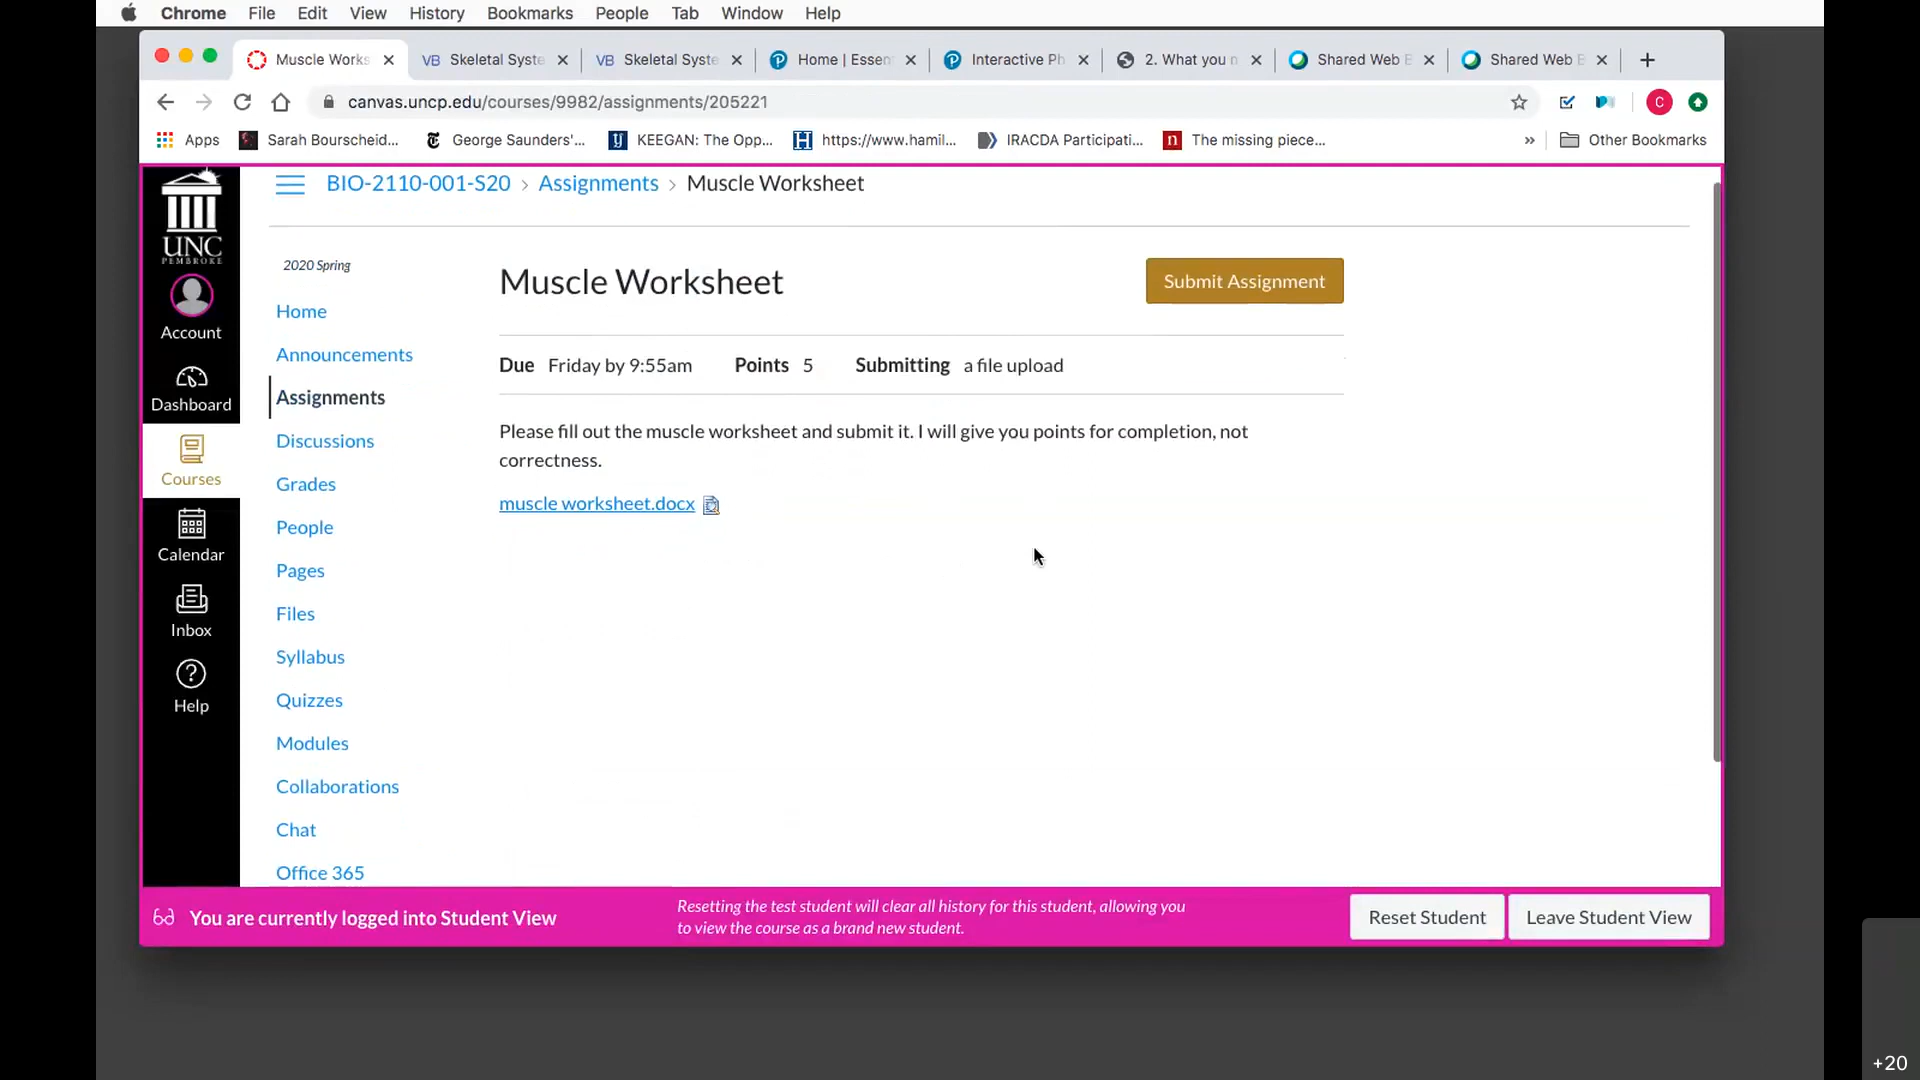 Chrome File Edit View History Bookmarks People Tab Window Help
Muscle Works VB Skeletal Syste VB Skeletal Syste Home | Essen Interactive Ph 2. What you n Shared Web E Shared Web E
canvas.uncp.edu/courses/9982/assignments/205221 C
Apps Sarah Bourscheid... George Saunders'... KEEGAN: The Opp... https://www.hamil... IRACDA Participati... The missing piece... » Other Bookmarks
BIO-2110-001-S20 > Assignments > Muscle Worksheet
UNC
PEMBROKE
Account
Dashboard
Courses
Calendar
Inbox
Help
2020 Spring
Home
Announcements
Assignments
Discussions
Grades
People
Pages
Files
Syllabus
Quizzes
Modules
Collaborations
Chat
Office 365
Muscle Worksheet
Submit Assignment
Due Friday by 9:55am Points 5 Submitting a file upload
Please fill out the muscle worksheet and submit it. I will give you points for completion, not
correctness.
muscle worksheet.docx
You are currently logged into Student View
Resetting the test student will clear all history for this student, allowing you
to view the course as a brand new student.
Reset Student Leave Student View
+20